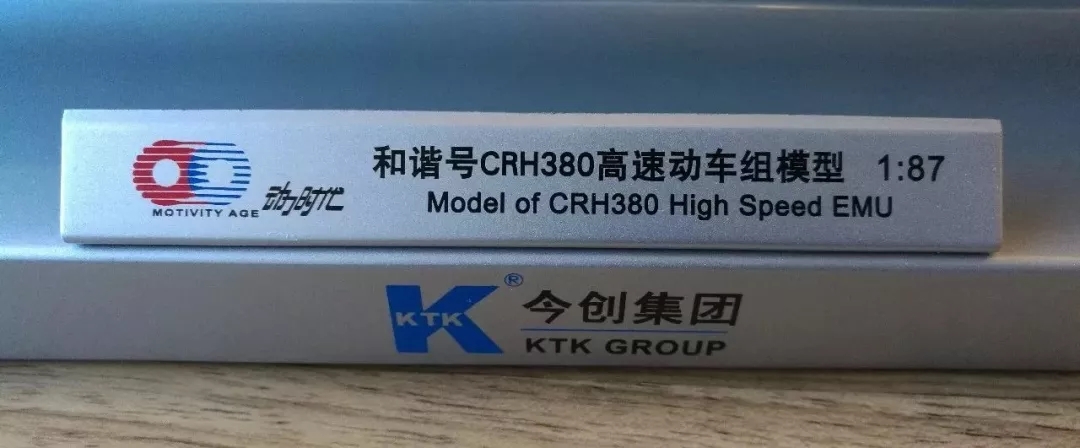 和谐号CRH380高速动车组模型 1:87
Model of CRH380 High Speed EMU
MOTIVITY AGE 动力时代
KTK ® 今创集团
KTK GROUP